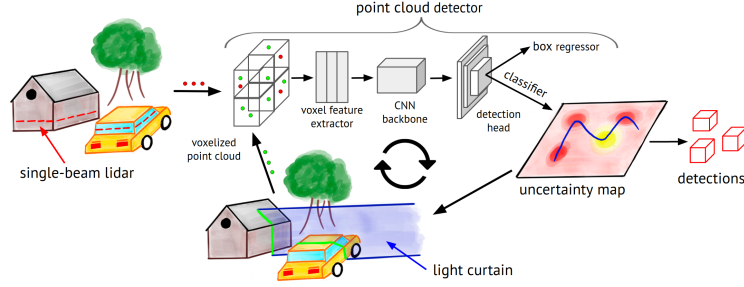 point cloud detector
box regressor
classifier
voxel feature
extractor
CNN
backbone
detection
head
voxelized
point cloud
single-beam lidar
uncertainty map
detections
light curtain